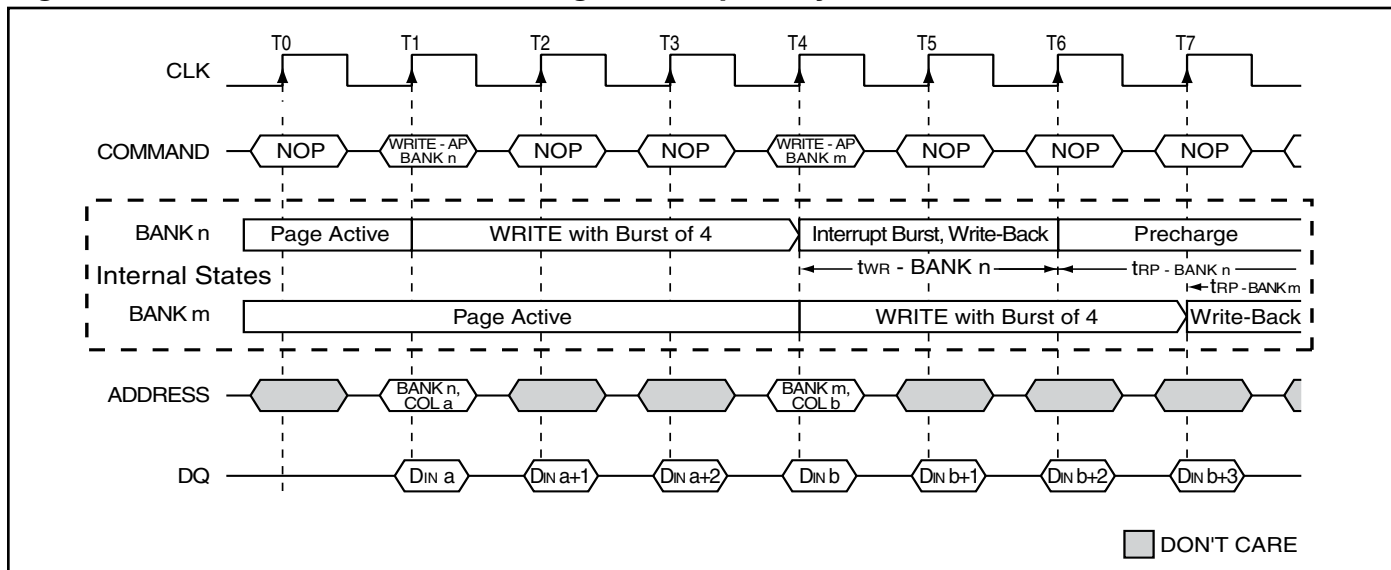 T0 T1 T2 T3 T4 T5 T6 T7
CLK
COMMAND NOP WRITE - AP BANK n NOP NOP WRITE - AP BANK m NOP NOP NOP
BANK n Page Active WRITE with Burst of 4 Interrupt Burst, Write-Back Precharge
Internal States tWR - BANK n tRP - BANK n
tRP - BANK m
BANK m Page Active WRITE with Burst of 4 Write-Back
ADDRESS BANK n, COL a BANK m, COL b
DQ DIN a DIN a+1 DIN a+2 DIN b DIN b+1 DIN b+2 DIN b+3
DON'T CARE